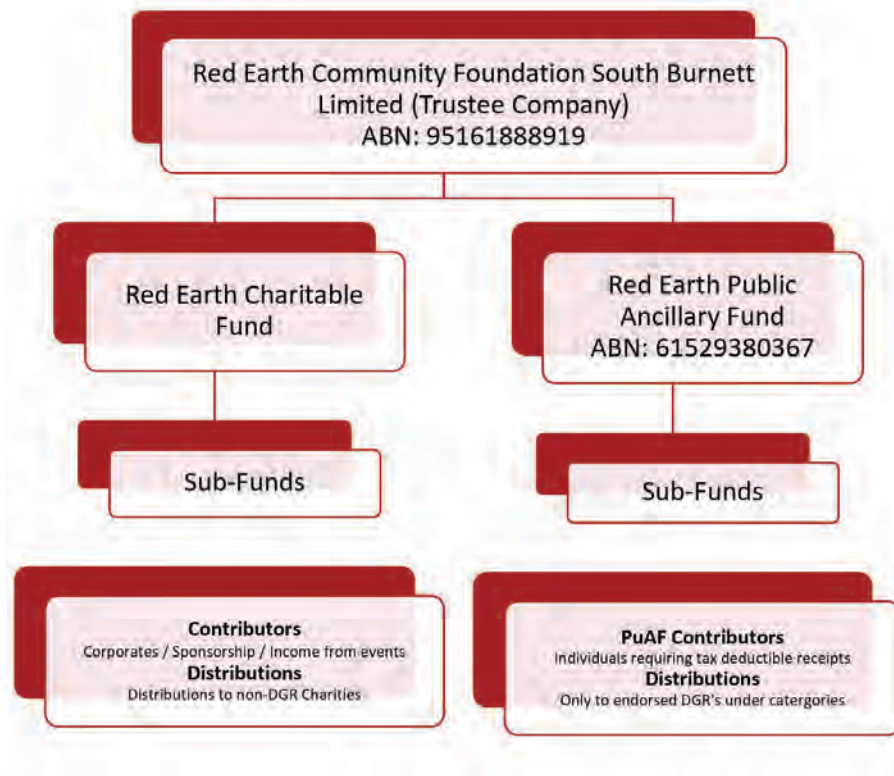 Red Earth Community Foundation South Burnett
Limited (Trustee Company)
ABN: 95161888919
Red Earth Charitable
Fund
Red Earth Public
Ancillary Fund
ABN: 61529380367
Sub-Funds
Sub-Funds
Contributors
Corporates / Sponsorship / Income from events
Distributions
Distributions to non-DGR Charities
PuAF Contributors
Individuals requiring tax deductible receipts
Distributions
Only to endorsed DGR's under catergories